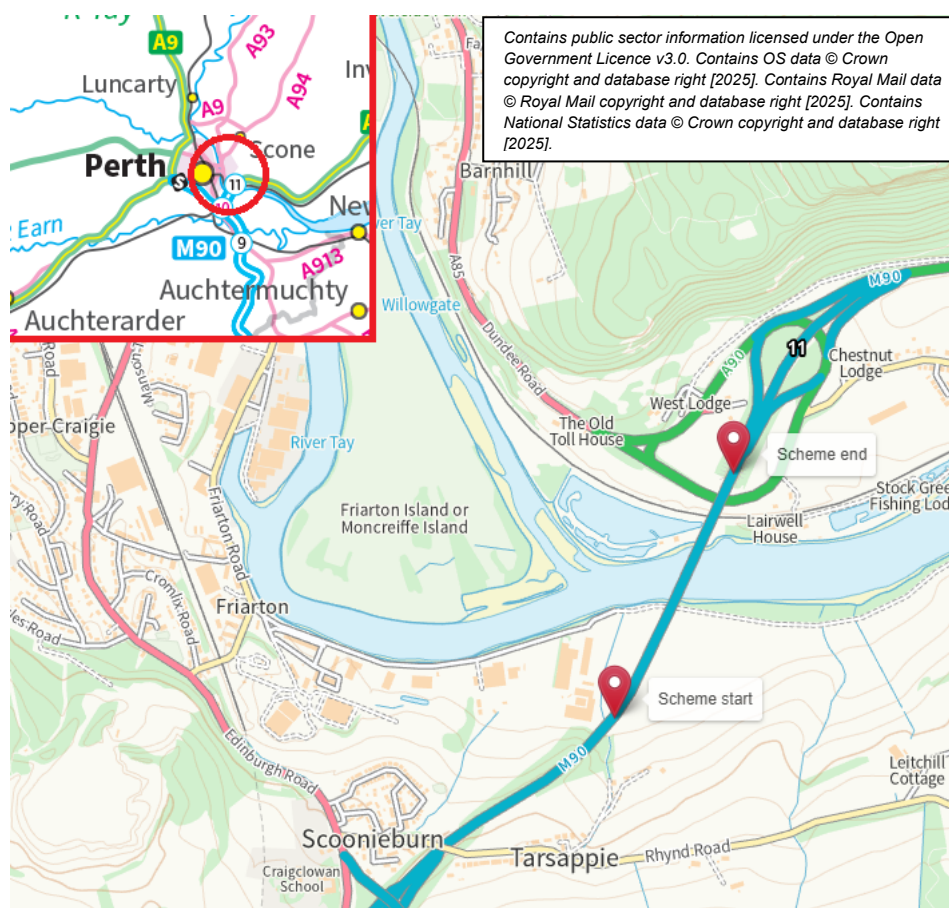 A9
A93
Luncarty
A94
A9
Scone
Perth
11
10
Earn
M90
9
A913
Auchtermuchty
Auchterarder
Contains public sector information licensed under the Open
Government Licence v3.0. Contains OS data © Crown
copyright and database right [2025]. Contains Royal Mail data
© Royal Mail copyright and database right [2025]. Contains
National Statistics data © Crown copyright and database right
[2025].
Barnhill
A85
Willowgate
M90
Dundee Road
11
A90
Chestnut
Lodge
West Lodge
The Old
Toll House
Scheme end
River Tay
Friarton Island or
Moncreiffe Island
Friarton Road
Lairwell
House
Stock Gree
Fishing Lod
Cromlix Road
Friarton
Scheme start
M90
Edinburgh Road
Leitchill
Cottage
Scoonieburn
Tarsappie
Rhynd Road
Craigclowan
School